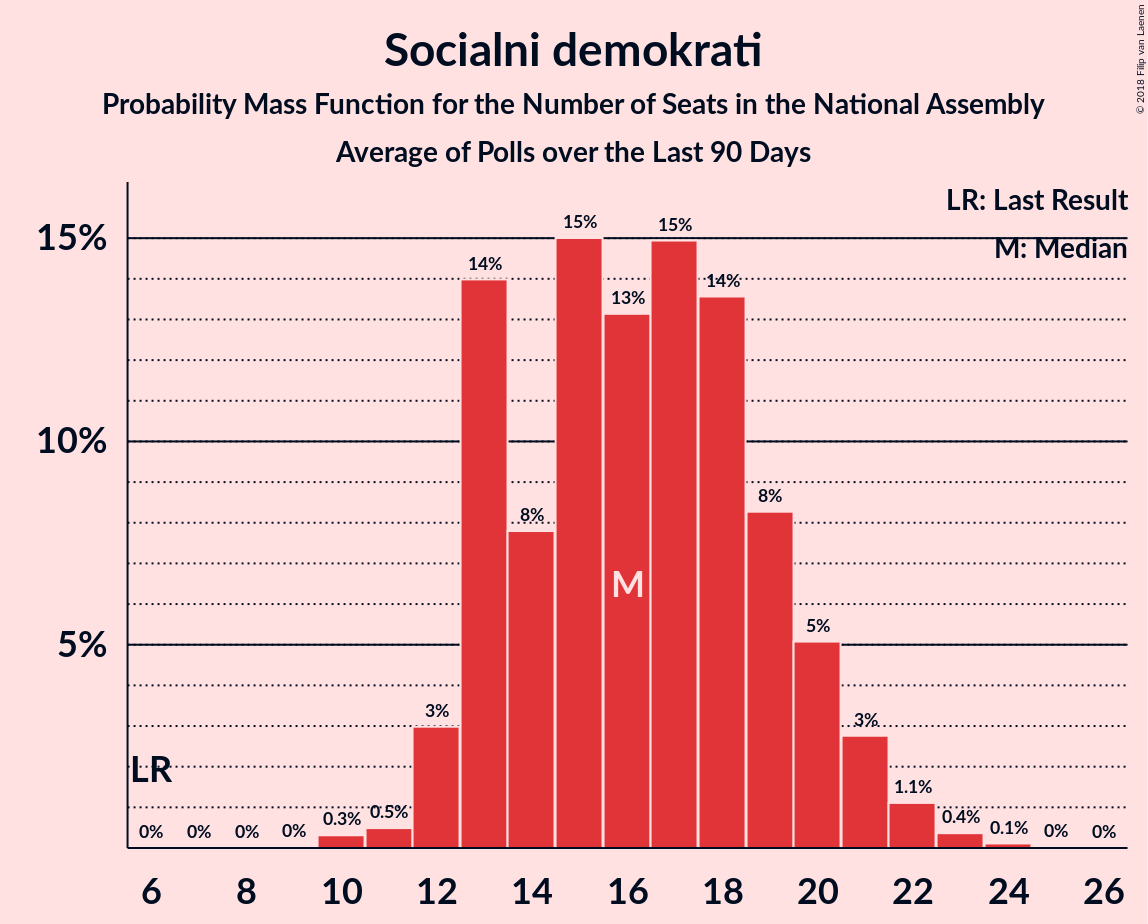 Socialni demokrati
Probability Mass Function for the Number of Seats in the National Assembly
Average of Polls over the Last 90 Days
© 2018 Filip van Laenen
LR: Last Result
M: Median
15%
10%
5%
0% 0% 0% 0% 0.3% 0.5% 3% 14% 8% 15% 13% 15% 14% 8% 5% 3% 1.1% 0.4% 0.1% 0% 0%
M
LR
6 8 10 12 14 16 18 20 22 24 26